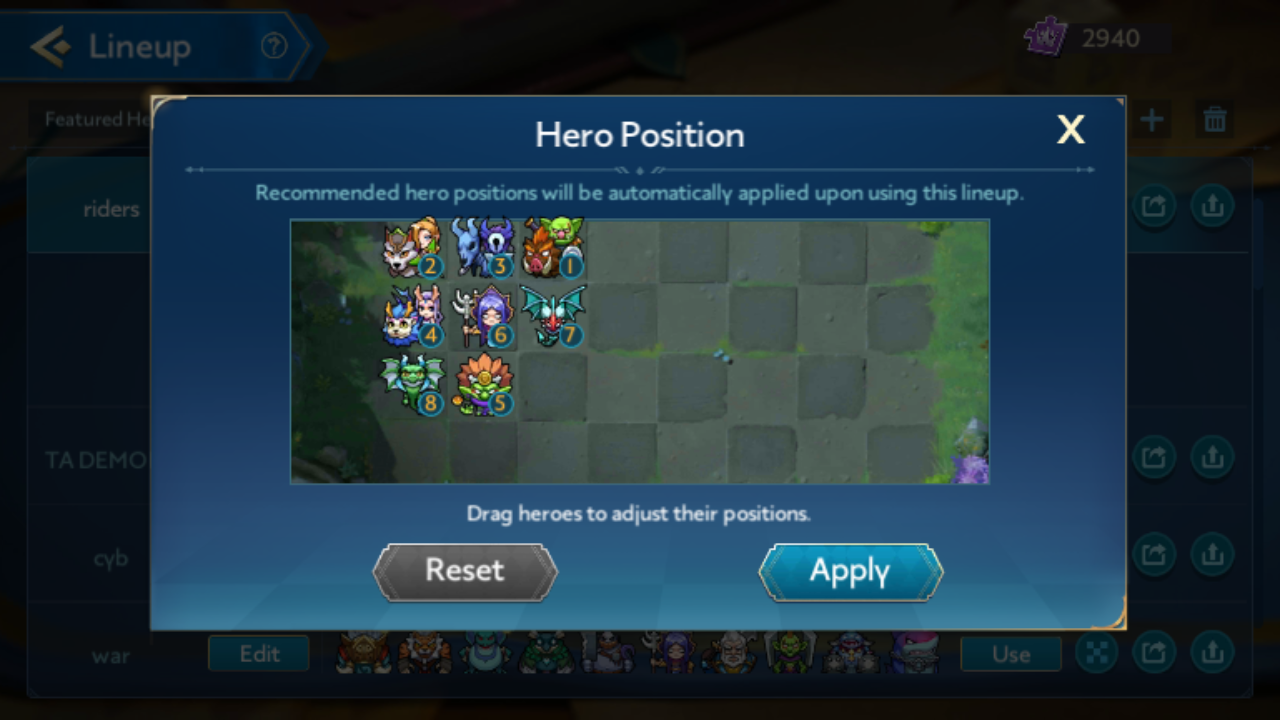 Lineup ?
2940
Featured He
Hero Position
X
Recommended hero positions will be automatically applied upon using this lineup.
riders
2 3 1
4 6 7
8 5
TA DEMO
Drag heroes to adjust their positions.
cyb
Reset Apply
war Edit Use